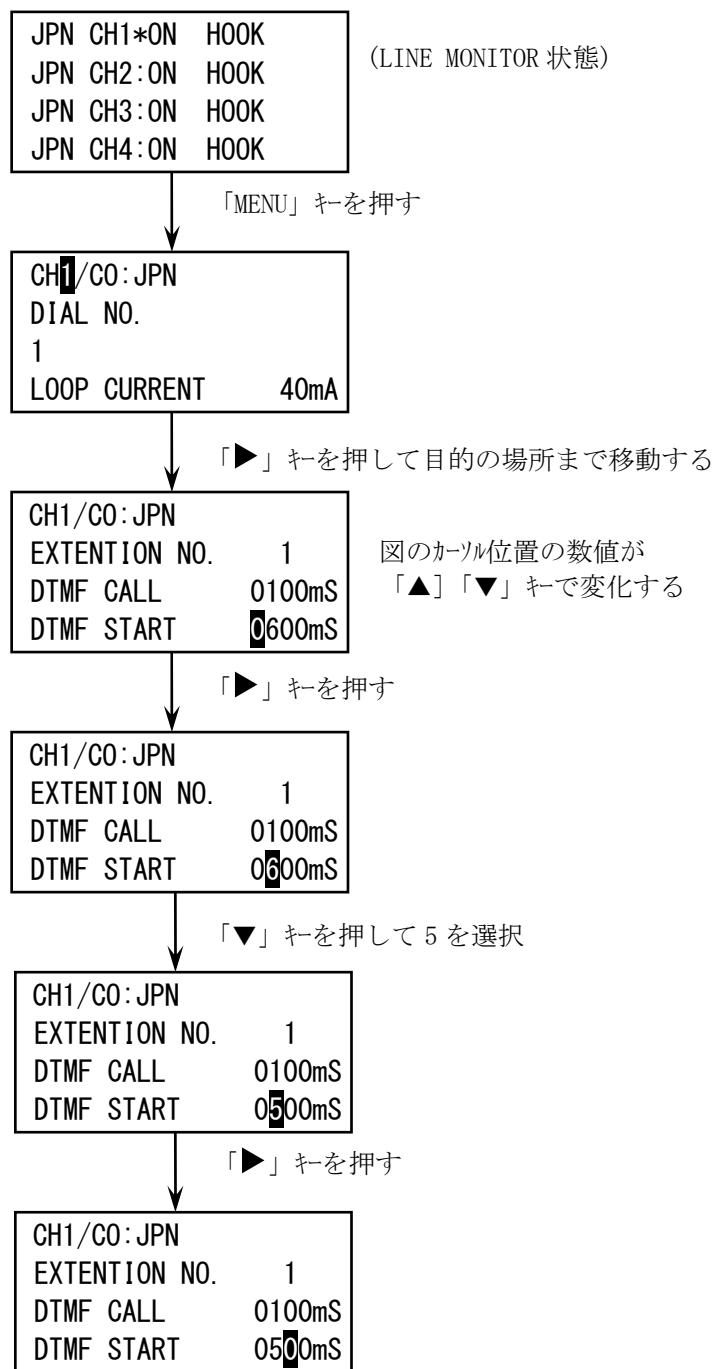 JPN CH1*ON HOOK
JPN CH2:ON HOOK
JPN CH3:ON HOOK
JPN CH4:ON HOOK
(LINE MONITOR 状態)
「MENU」ｷｰを押す
CH1/CO:JPN
DIAL NO.
1
LOOP CURRENT 40mA
「▶」ｷｰを押して目的の場所まで移動する
CH1/CO:JPN
EXTENTION NO. 1
DTMF CALL 0100mS
DTMF START 0600mS
図のｶｰｿﾙ位置の数値が
「▲］「▼」ｷｰで変化する
「▶」ｷｰを押す
CH1/CO:JPN
EXTENTION NO. 1
DTMF CALL 0100mS
DTMF START 0600mS
「▼」ｷｰを押して 5 を選択
CH1/CO:JPN
EXTENTION NO. 1
DTMF CALL 0100mS
DTMF START 0500mS
「▶」ｷｰを押す
CH1/CO:JPN
EXTENTION NO. 1
DTMF CALL 0100mS
DTMF START 0500mS